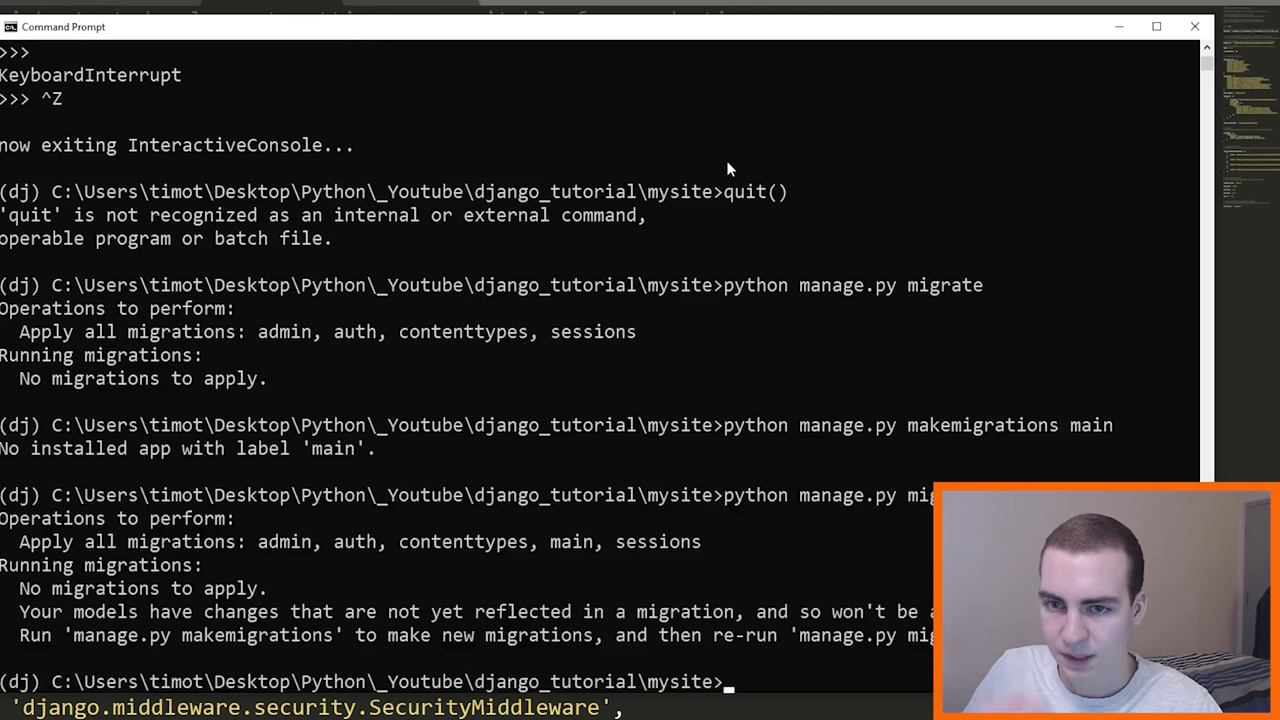 Command Prompt
>>>
KeyboardInterrupt
>>> ^Z
now exiting InteractiveConsole...
(dj) C:\Users\timot\Desktop\Python\_Youtube\django_tutorial\mysite>quit()
'quit' is not recognized as an internal or external command,
operable program or batch file.
(dj) C:\Users\timot\Desktop\Python\_Youtube\django_tutorial\mysite>python manage.py migrate
Operations to perform:
  Apply all migrations: admin, auth, contenttypes, sessions
Running migrations:
  No migrations to apply.
(dj) C:\Users\timot\Desktop\Python\_Youtube\django_tutorial\mysite>python manage.py makemigrations main
No installed app with label 'main'.
(dj) C:\Users\timot\Desktop\Python\_Youtube\django_tutorial\mysite>python manage.py mig
Operations to perform:
  Apply all migrations: admin, auth, contenttypes, main, sessions
Running migrations:
  No migrations to apply.
  Your models have changes that are not yet reflected in a migration, and so won't be a
  Run 'manage.py makemigrations' to make new migrations, and then re-run 'manage.py mig
(dj) C:\Users\timot\Desktop\Python\_Youtube\django_tutorial\mysite>
'django.middleware.security.SecurityMiddleware',